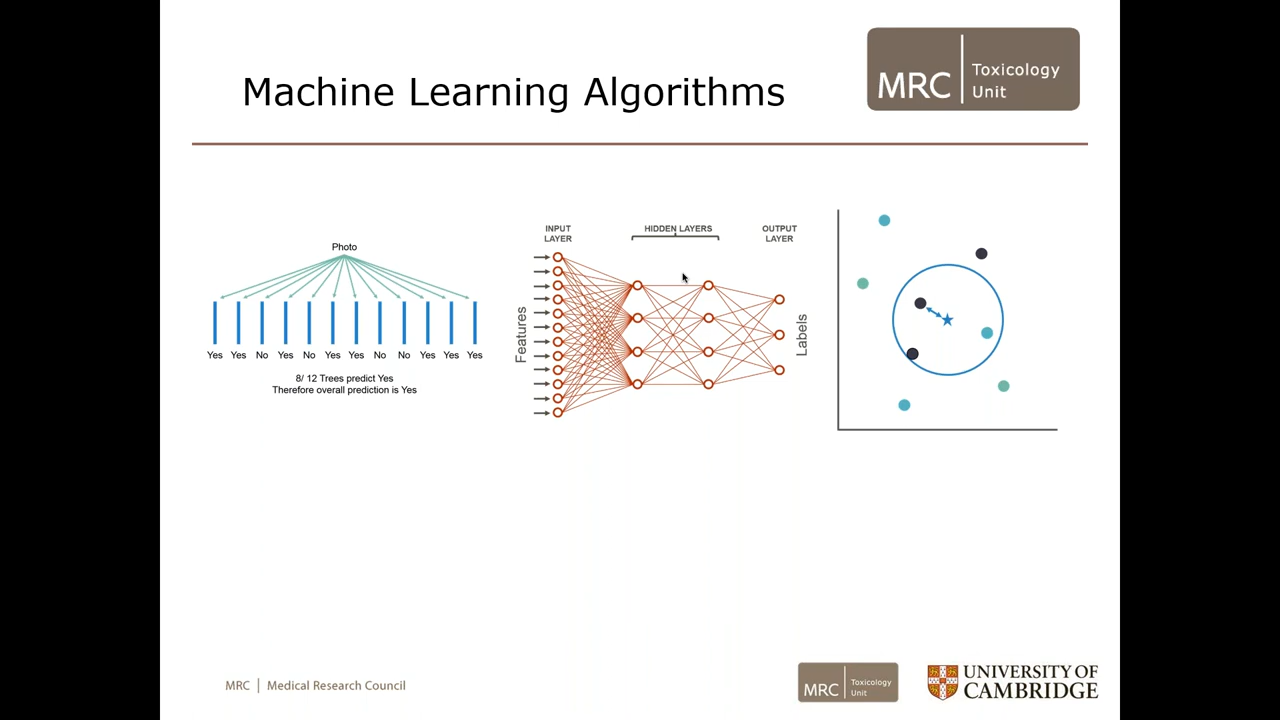 Machine Learning Algorithms
MRC
Toxicology
Unit
Photo
Yes Yes No Yes No Yes Yes No No Yes Yes Yes
8/ 12 Trees predict Yes
Therefore overall prediction is Yes
INPUT
LAYER
HIDDEN LAYERS
OUTPUT
LAYER
Features
Labels
MRC | Medical Research Council
MRC
Toxicology
Unit
UNIVERSITY OF
CAMBRIDGE